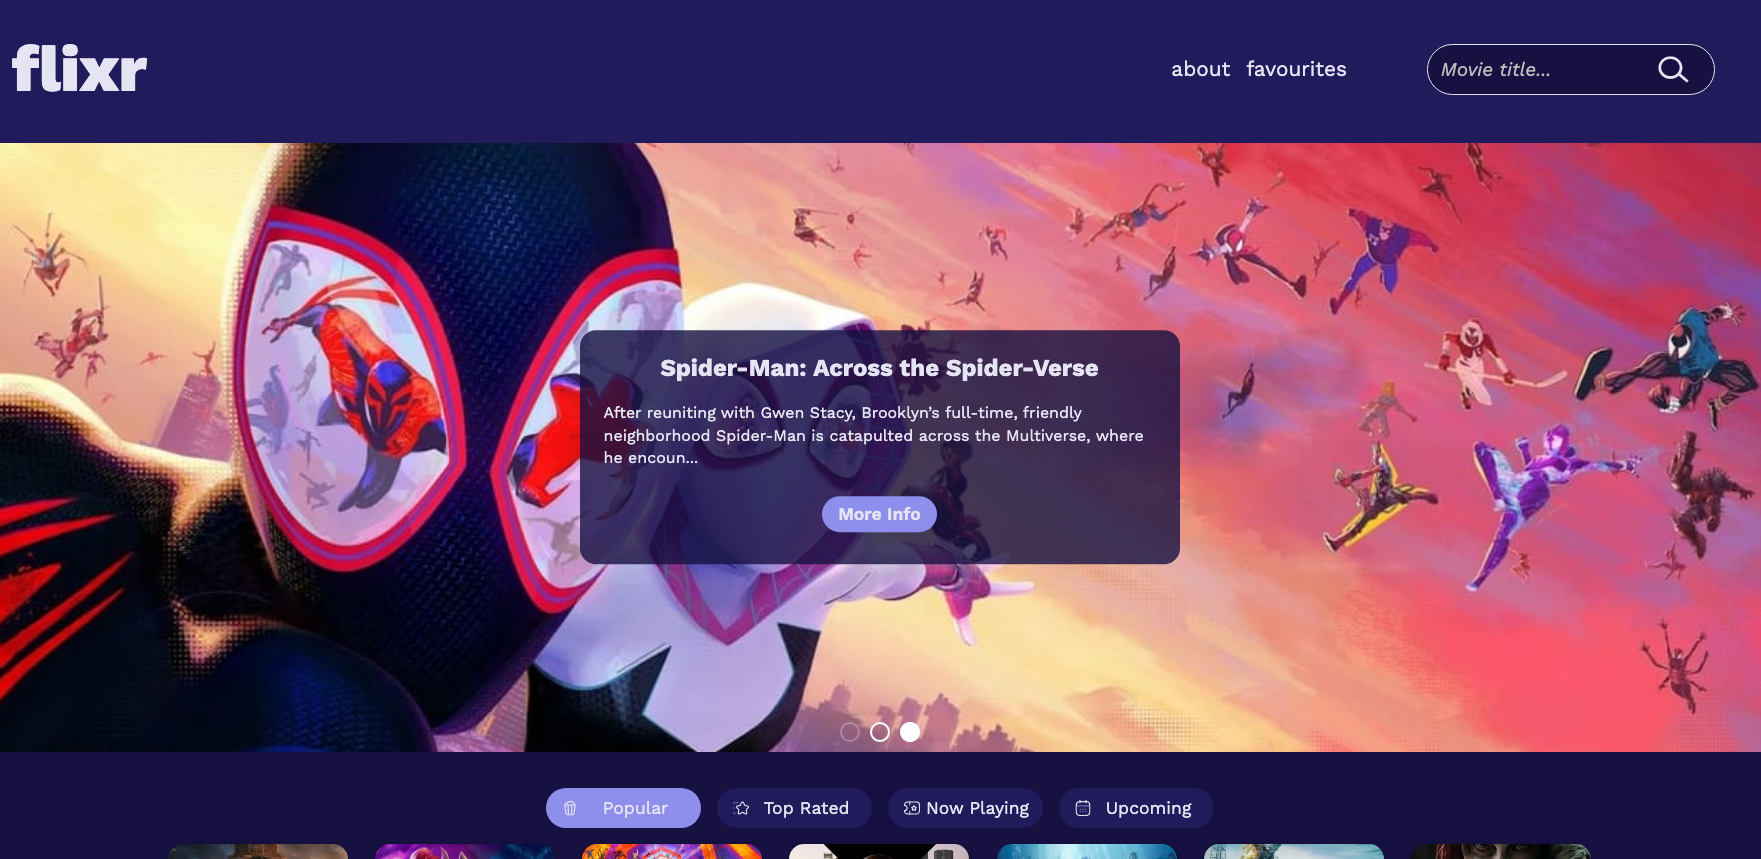 flixr
about favourites
Movie title...
Spider-Man: Across the Spider-Verse
After reuniting with Gwen Stacy, Brooklyn’s full-time, friendly
neighborhood Spider-Man is catapulted across the Multiverse, where
he encoun...
More Info
Popular
Top Rated
Now Playing
Upcoming